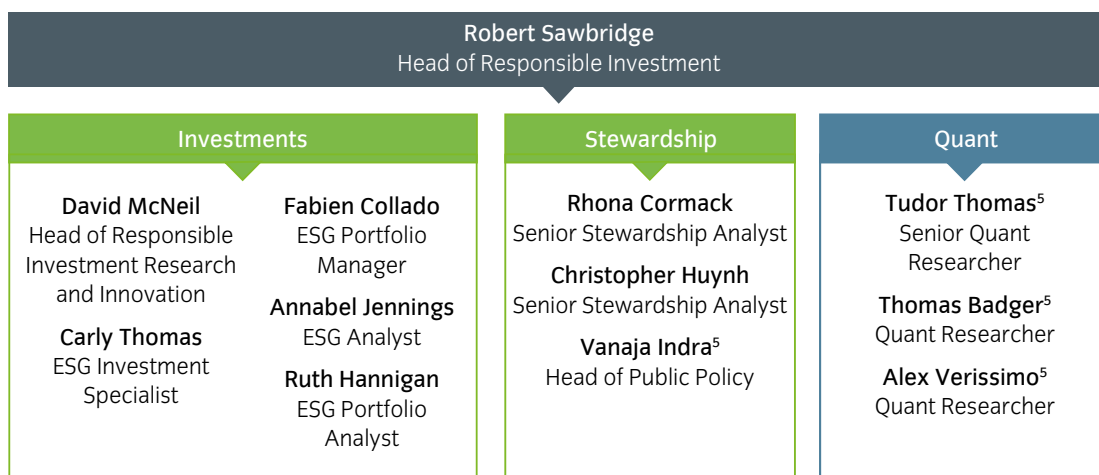 Robert Sawbridge
Head of Responsible Investment
Investments
David McNeil
Head of Responsible
Investment Research
and Innovation
Carly Thomas
ESG Investment
Specialist
Fabien Collado
ESG Portfolio
Manager
Annabel Jennings
ESG Analyst
Ruth Hannigan
ESG Portfolio
Analyst
Stewardship
Rhona Cormack
Senior Stewardship Analyst
Christopher Huynh
Senior Stewardship Analyst
Vanaja Indra⁵
Head of Public Policy
Quant
Tudor Thomas⁵
Senior Quant
Researcher
Thomas Badger⁵
Quant Researcher
Alex Verissimo⁵
Quant Researcher